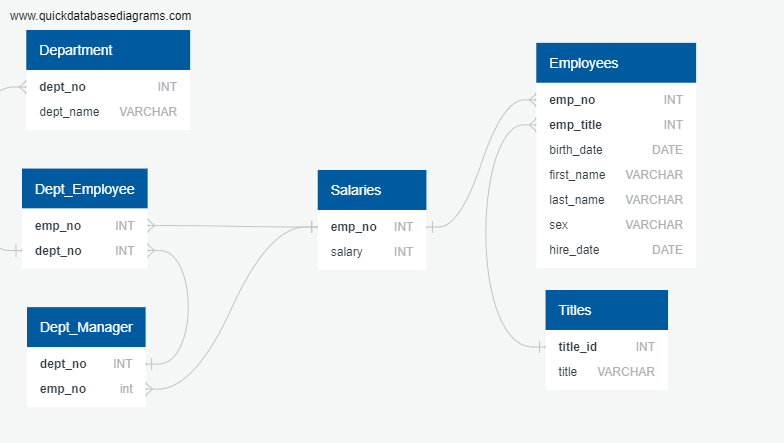 www.quickdatabasediagrams.com
Department
dept_no INT
dept_name VARCHAR
Dept_Employee
emp_no INT
dept_no INT
Dept_Manager
dept_no INT
emp_no int
Salaries
emp_no INT
salary INT
Employees
emp_no INT
emp_title INT
birth_date DATE
first_name VARCHAR
last_name VARCHAR
sex VARCHAR
hire_date DATE
Titles
title_id INT
title VARCHAR